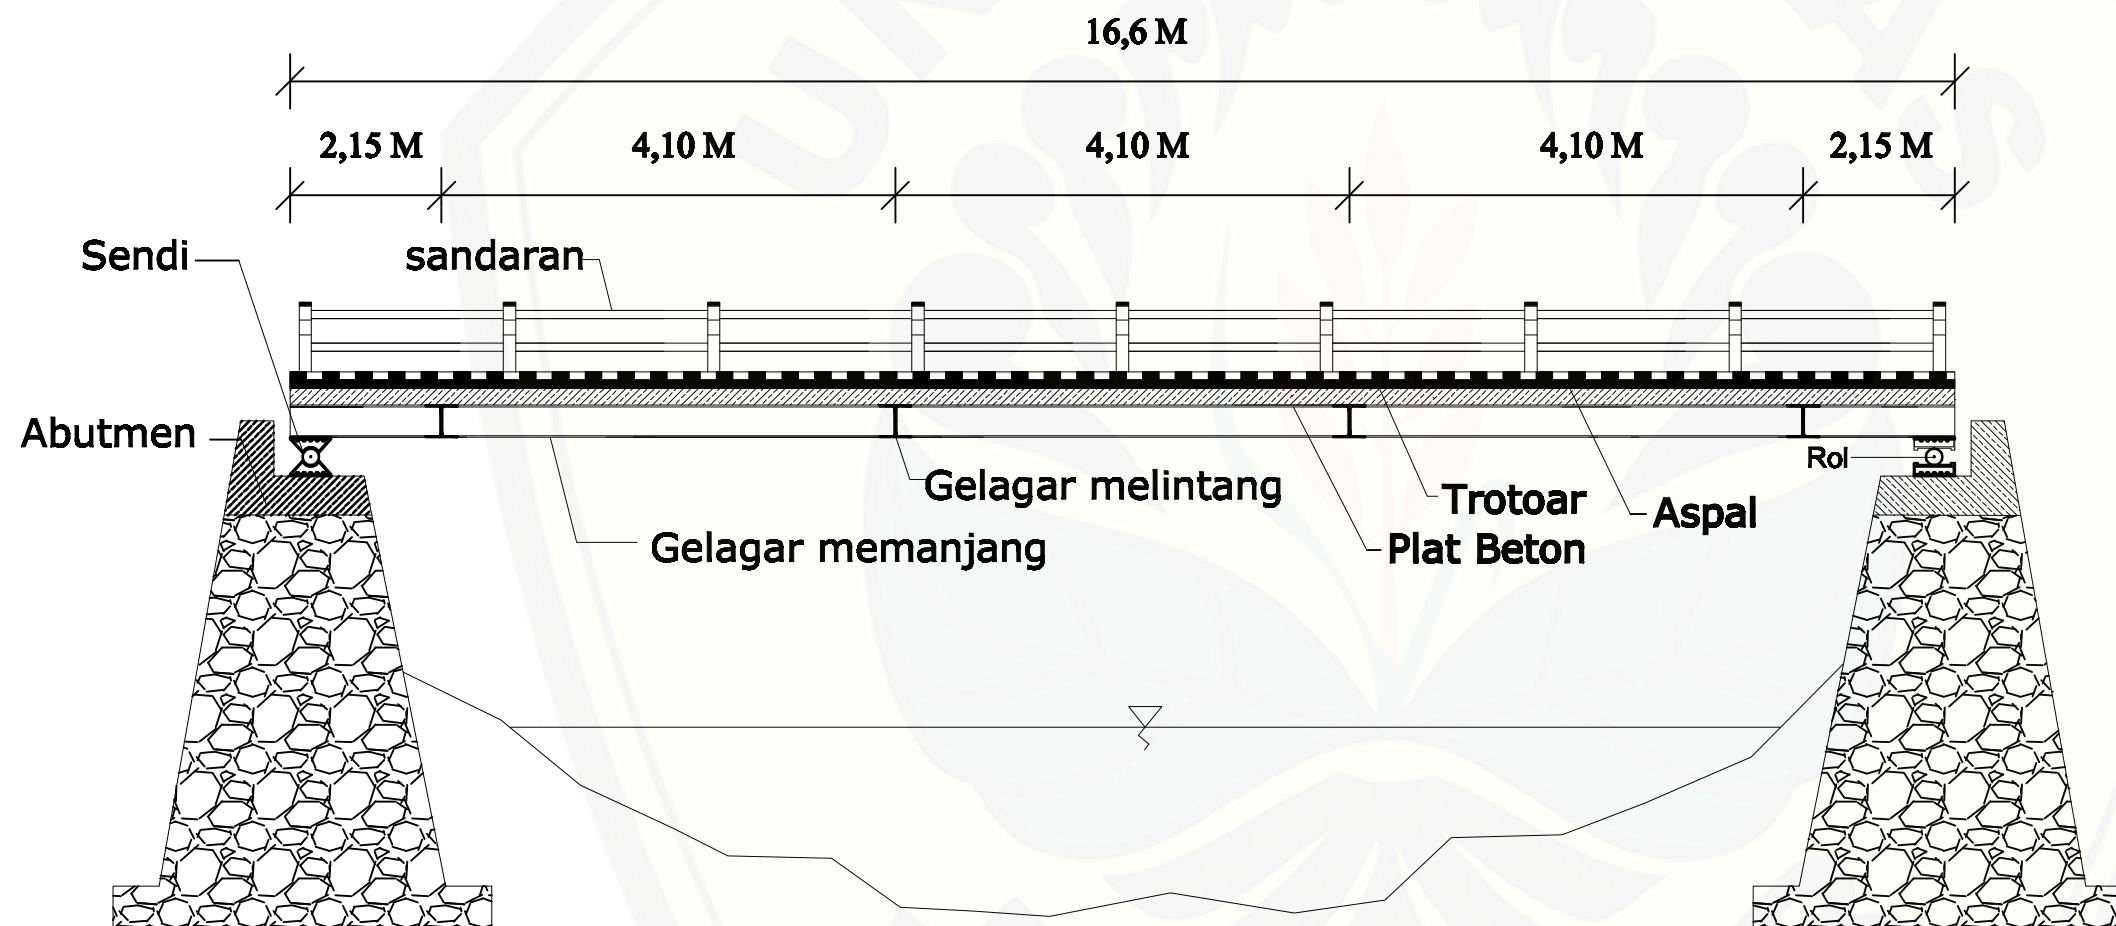 16,6 M
2,15 M
4,10 M
4,10 M
4,10 M
2,15 M
Sendi
sandaran
Abutmen
Rol
Gelagar melintang
Trotoar
Aspal
Gelagar memanjang
Plat Beton